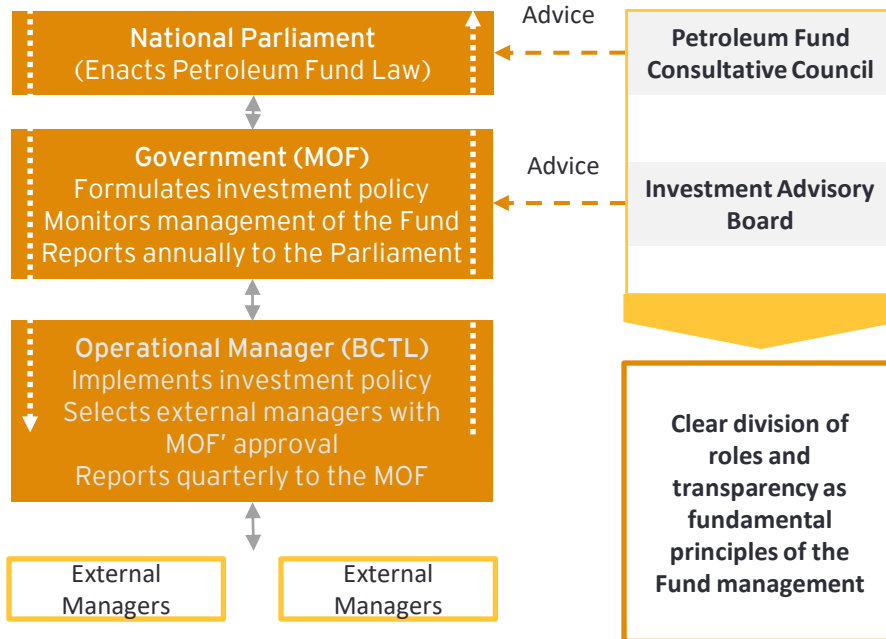 National Parliament
(Enacts Petroleum Fund Law)
Advice
Petroleum Fund
Consultative Council
Government (MOF)
Formulates investment policy
Monitors management of the Fund
Reports annually to the Parliament
Advice
Investment Advisory
Board
Operational Manager (BCTL)
Implements investment policy
Selects external managers with
MOF’ approval
Reports quarterly to the MOF
Clear division of
roles and
transparency as
fundamental
principles of the
Fund management
External
Managers
External
Managers